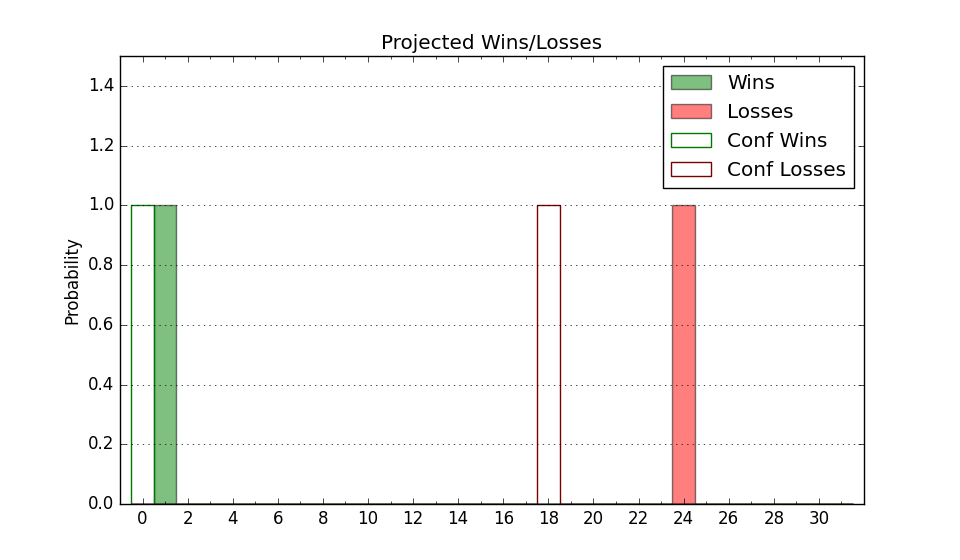 Projected Wins/Losses
Wins
Losses
Conf Wins
Conf Losses
Probability
1.4
1.2
1.0
0.8
0.6
0.4
0.2
0.0
0 2 4 6 8 10 12 14 16 18 20 22 24 26 28 30